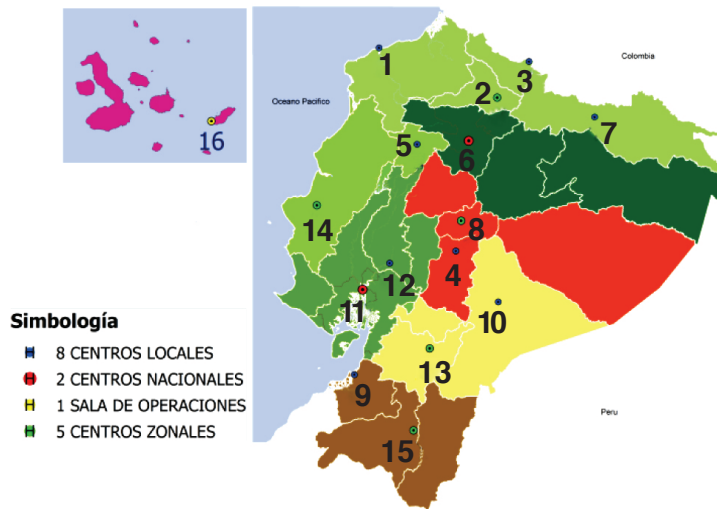 1
3
Colombia
2
Oceano Pacifico
16
7
5
6
14
8
4
12
11
10
Simbología
8 CENTROS LOCALES
2 CENTROS NACIONALES
1 SALA DE OPERACIONES
5 CENTROS ZONALES
13
9
Peru
15